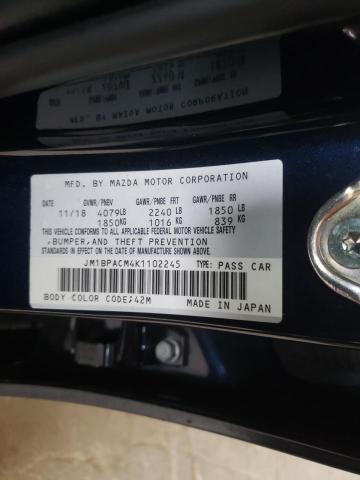 MFD. BY MAZDA MOTOR CORPORATION
DATE GVWR/PNBV GAWR/PNBE FRT GAWR/PNBE RR
11/18 4079LB 2240 LB 1850 LB
1850KG 1016 KG 839 KG
THIS VEHICLE CONFORMS TO ALL APPLICABLE FEDERAL MOTOR VEHICLE SAFETY
,BUMPER,AND THEFT PREVENTION
STANDARDS IN EFFECT ON THE DATE OF MANUFACTURE SHOWN ABOVE.
JM1BPACM4K1102245 TYPE: PASS CAR
BODY COLOR CODE;42M MADE IN JAPAN